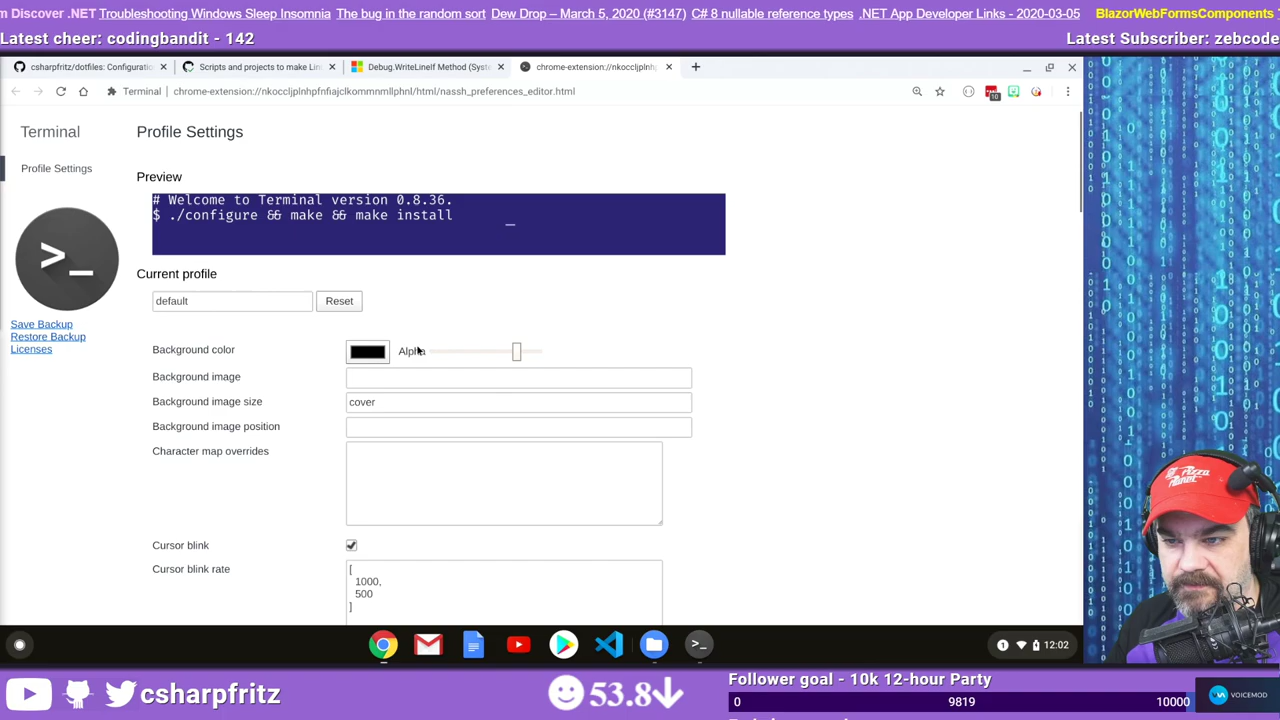 m Discover .NET Troubleshooting Windows Sleep Insomnia The bug in the random sort Dew Drop – March 5, 2020 (#3147) C# 8 nullable reference types .NET App Developer Links - 2020-03-05 BlazorWebFormsComponents
Latest cheer: codingbandit - 142
Latest Subscriber: zebcode
csharpfritz/dotfiles: Configuratio
Scripts and projects to make Lin
Debug.WriteLineIf Method (Syste
chrome-extension://nkoccljplnhp
Terminal chrome-extension://nkoccljplnhpfnfiajclkommnmllphnl/html/nassh_preferences_editor.html
10
Terminal
Profile Settings
Profile Settings
Preview
# Welcome to Terminal version 0.8.36.
$ ./configure && make && make install
>_
Current profile
default
Reset
Save Backup
Restore Backup
Licenses
Background color
Alpha
Background image
Background image size
cover
Background image position
Character map overrides
Cursor blink
Cursor blink rate
[
1000,
500
]
1
12:02
csharpfritz
53.8
Follower goal - 10k 12-hour Party
0
9819
10000
VOICEMOD